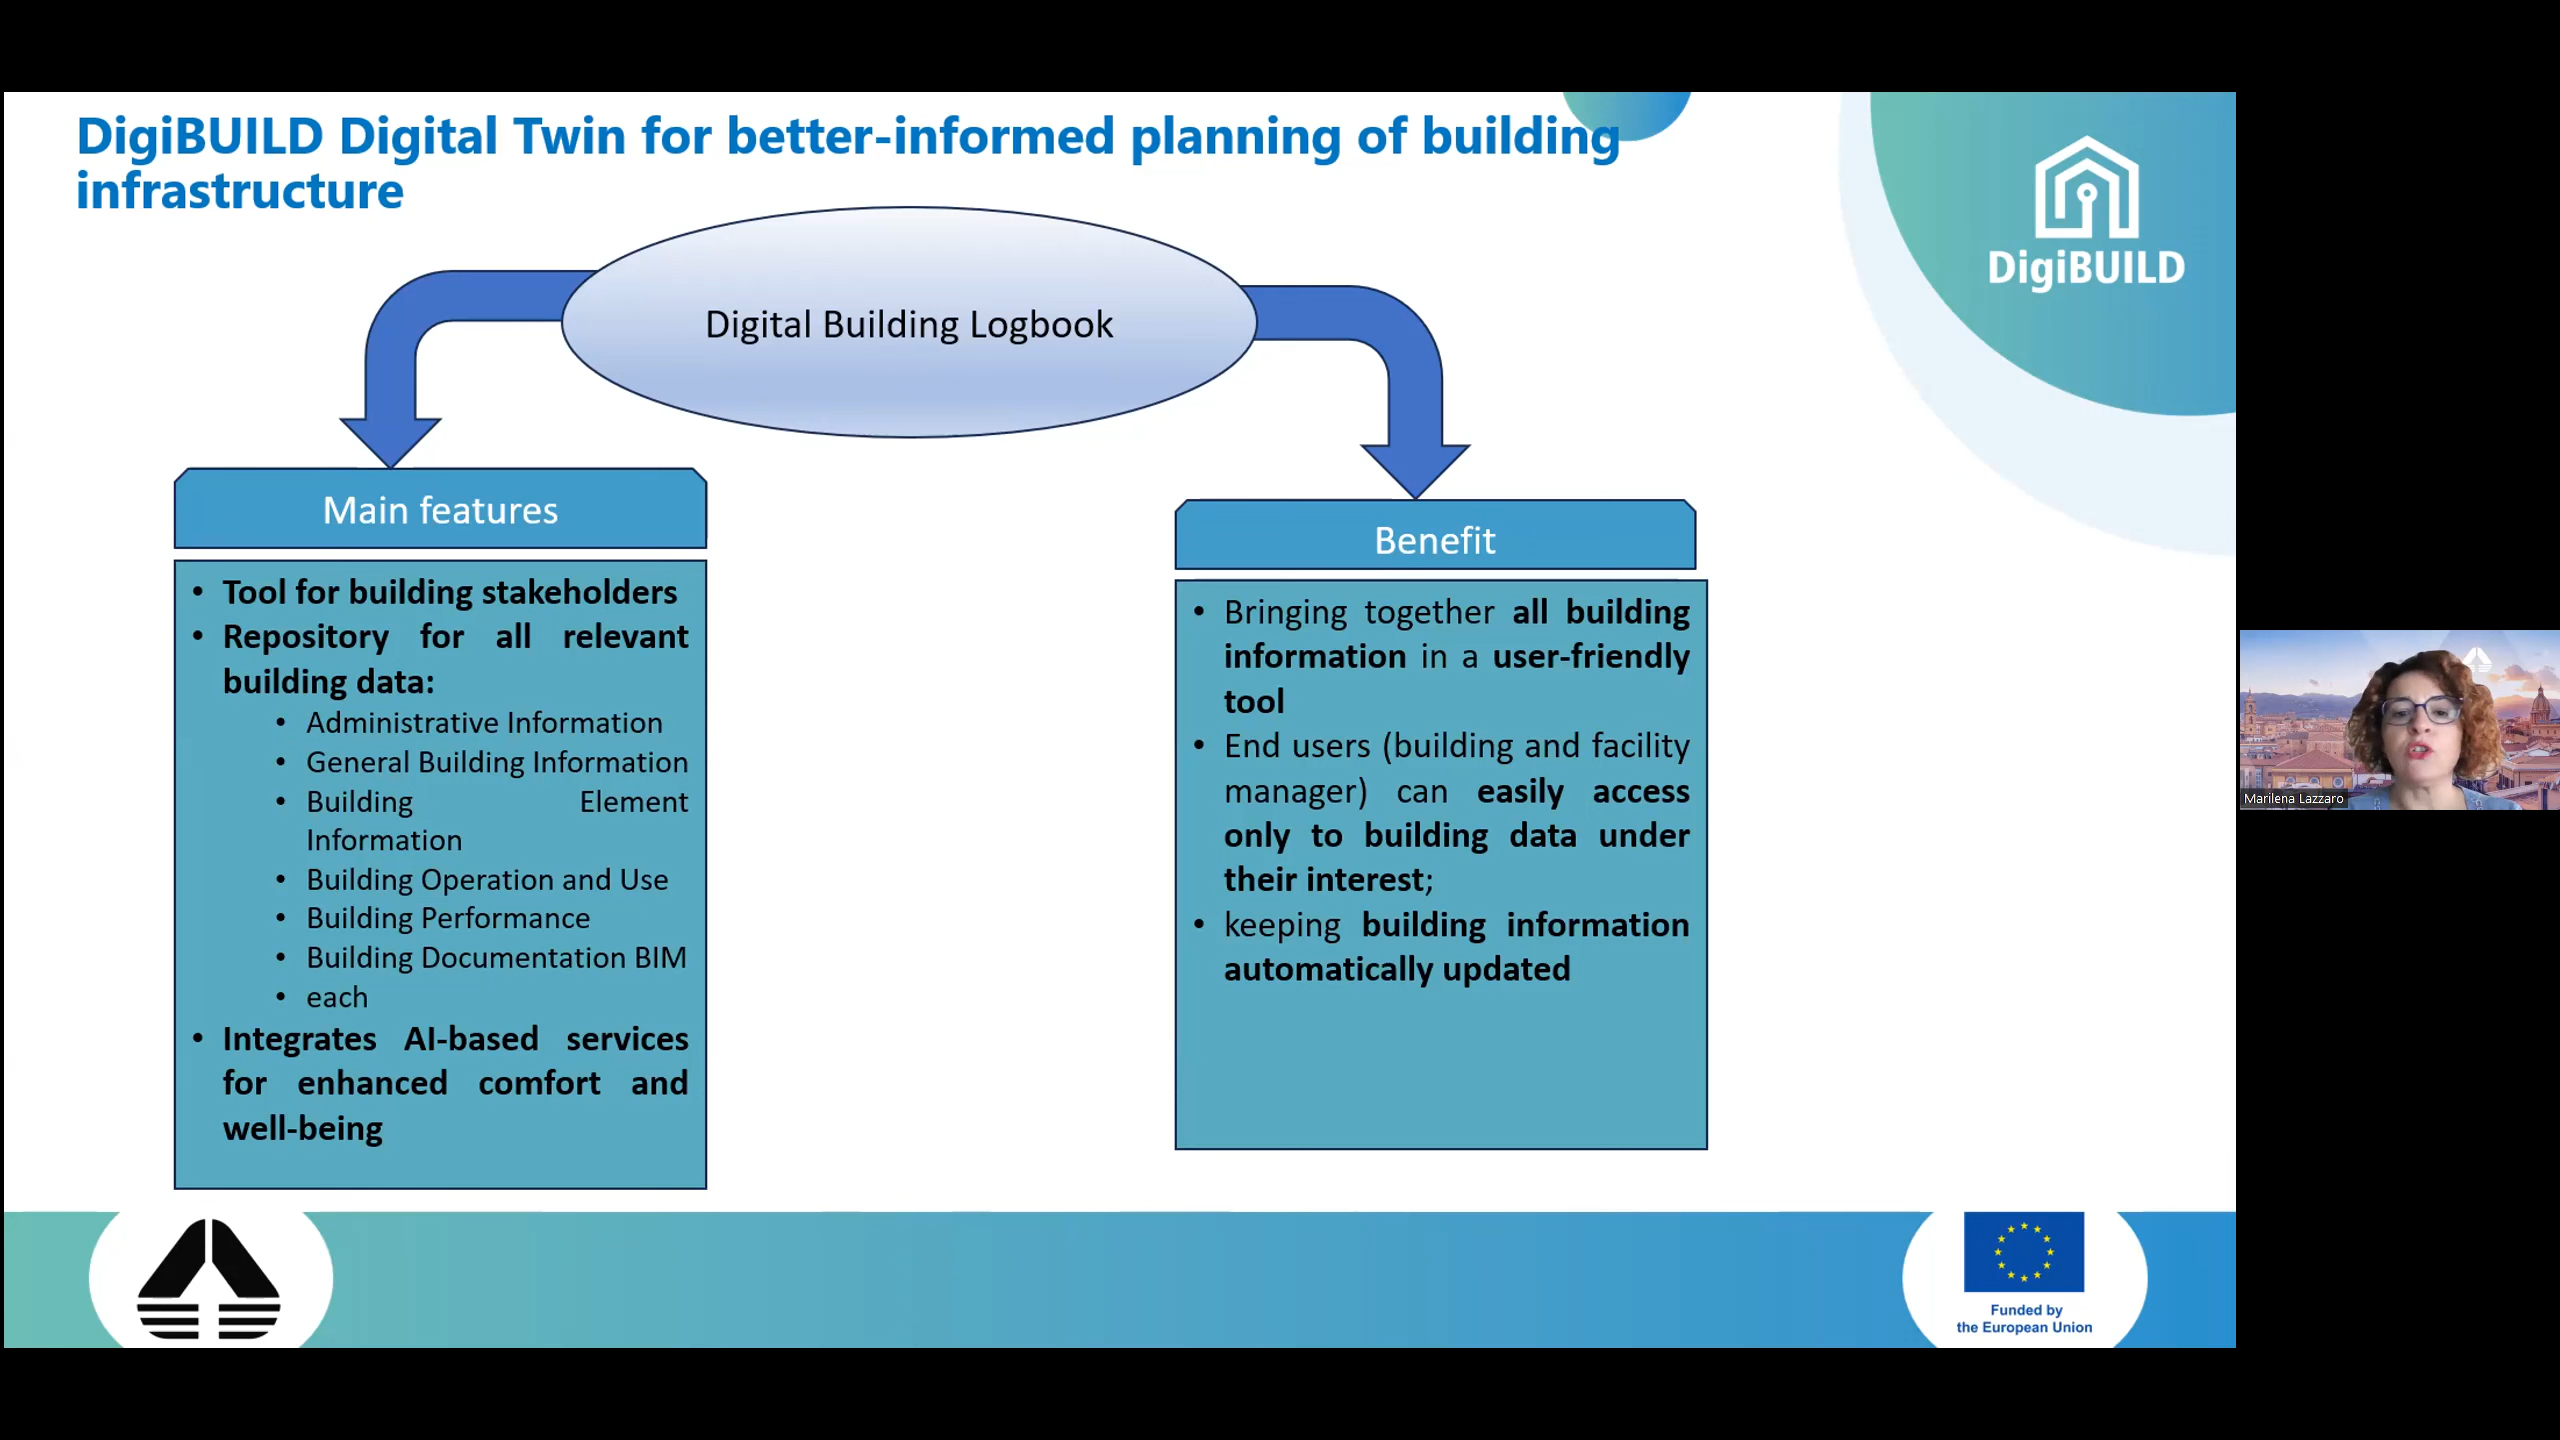 DigiBUILD Digital Twin for better-informed planning of building
infrastructure
DigiBUILD
Digital Building Logbook
Main features
• Tool for building stakeholders
• Repository for all relevant
building data:
• Administrative Information
• General Building Information
• Building Element
Information
• Building Operation and Use
• Building Performance
• Building Documentation BIM
• each
• Integrates AI-based services
for enhanced comfort and
well-being
Benefit
• Bringing together all building
information in a user-friendly
tool
• End users (building and facility
manager) can easily access
only to building data under
their interest;
• keeping building information
automatically updated
Marilena Lazzaro
Funded by
the European Union